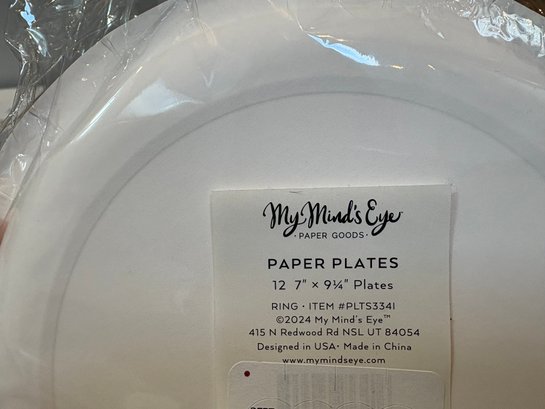 My Mind's Eye
· PAPER GOODS ·
PAPER PLATES
12 7" × 9¼" Plates
RING · ITEM #PLTS334I
©2024 My Mind's Eye™
415 N Redwood Rd NSL UT 84054
Designed in USA· Made in China
www.mymindseye.com